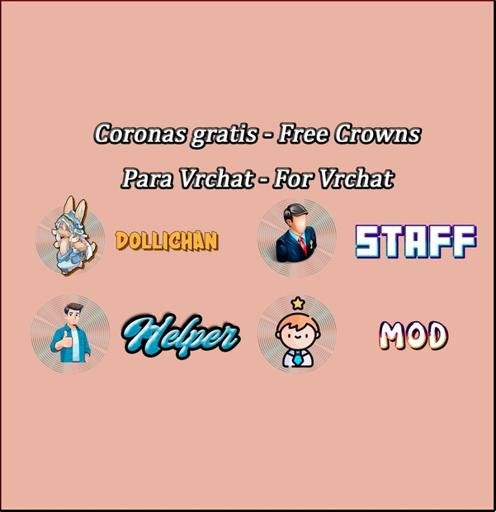 Coronas gratis - Free Crowns
Para Vrchat - For Vrchat
DOLLICHAN
STAFF
Helper
MOD